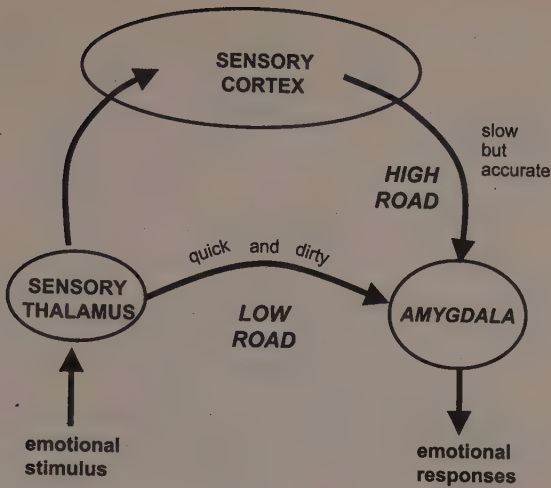 SENSORY
CORTEX
slow
but
accurate
HIGH
ROAD
quick and dirty
SENSORY
THALAMUS
LOW
ROAD
AMYGDALA
emotional
stimulus
emotional
responses